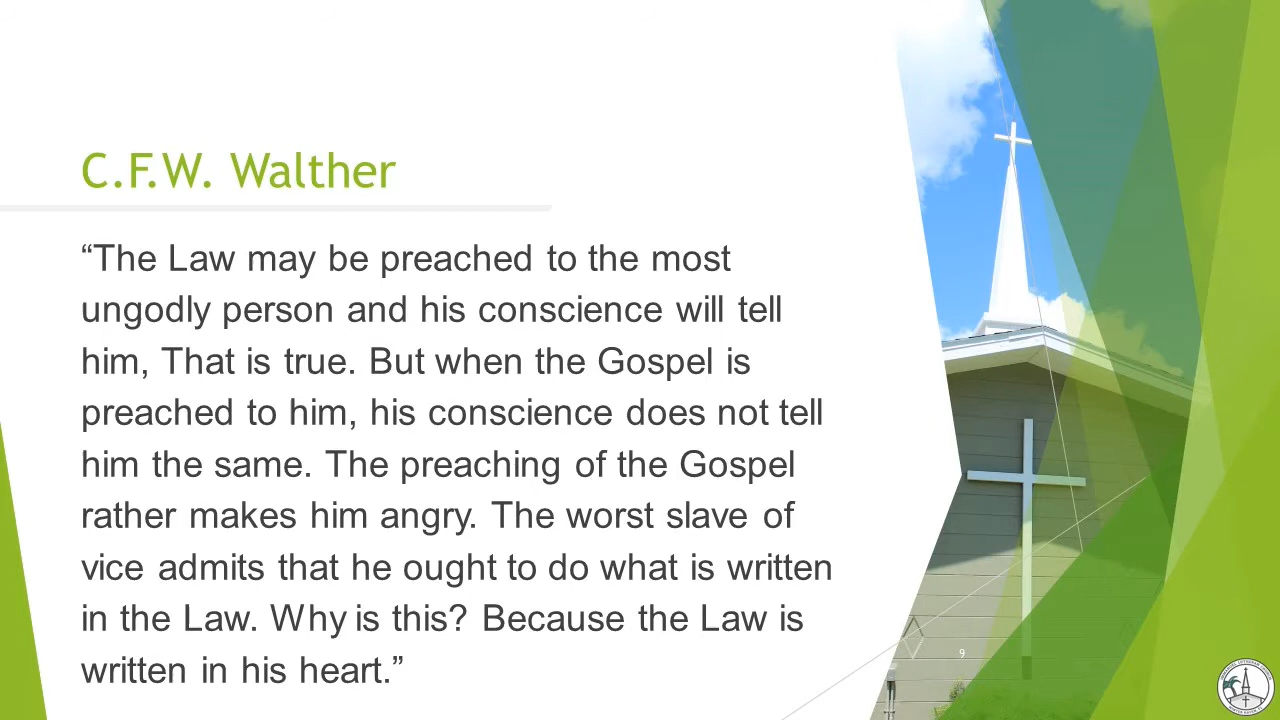 C.F.W. Walther
“The Law may be preached to the most
ungodly person and his conscience will tell
him, That is true. But when the Gospel is
preached to him, his conscience does not tell
him the same. The preaching of the Gospel
rather makes him angry. The worst slave of
vice admits that he ought to do what is written
in the Law. Why is this? Because the Law is
written in his heart.”
9